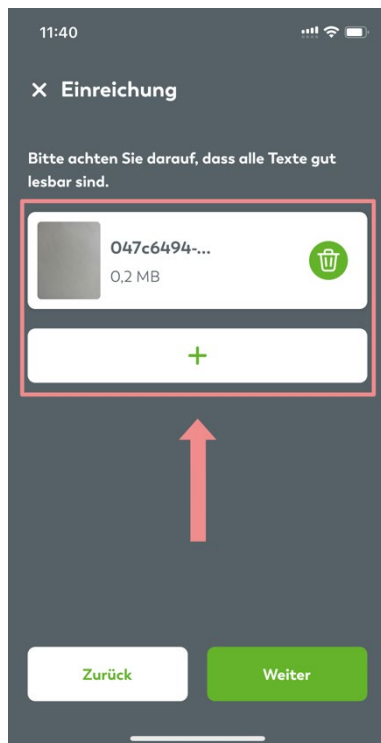 11:40
Einreichung
Bitte achten Sie darauf, dass alle Texte gut
lesbar sind.
047c6494-...
0,2 MB
Zurück
Weiter